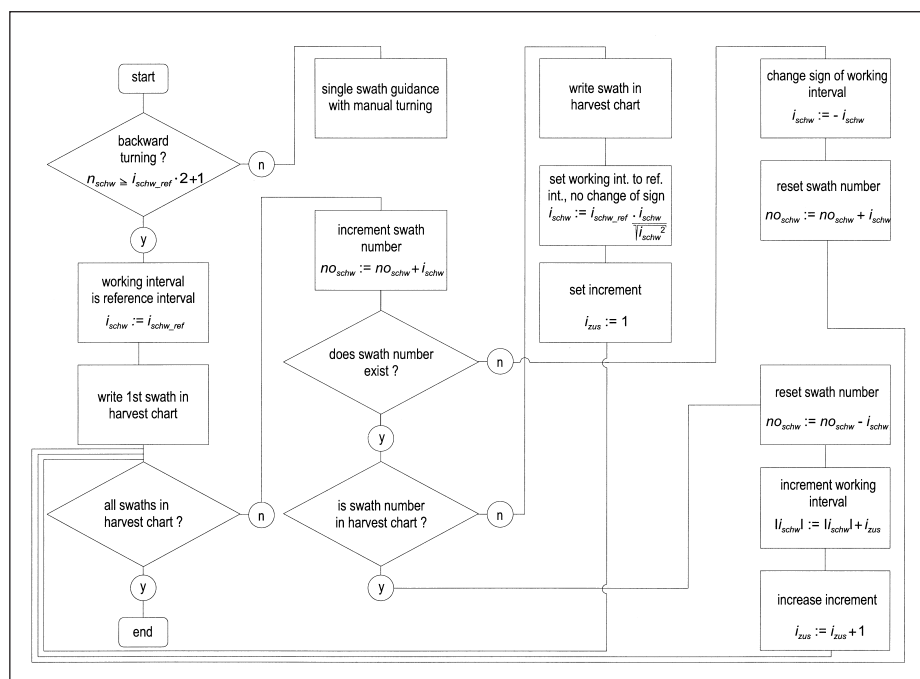 start
backward
turning ?
n_schw ≧ i_schw_ref · 2+1
n
y
single swath guidance
with manual turning
working interval
is reference interval
i_schw := i_schw_ref
write 1st swath in
harvest chart
all swaths in
harvest chart ?
n
y
end
increment swath
number
no_schw := no_schw + i_schw
does swath number
exist ?
n
y
is swath number
in harvest chart ?
n
y
write swath in
harvest chart
set working int. to ref.
int., no change of sign
i_schw := i_schw_ref · i_schw / √i_schw²
set increment
i_zus := 1
change sign of working
interval
i_schw := - i_schw
reset swath number
no_schw := no_schw + i_schw
reset swath number
no_schw := no_schw - i_schw
increment working
interval
|i_schw| := |i_schw| + i_zus
increase increment
i_zus := i_zus + 1